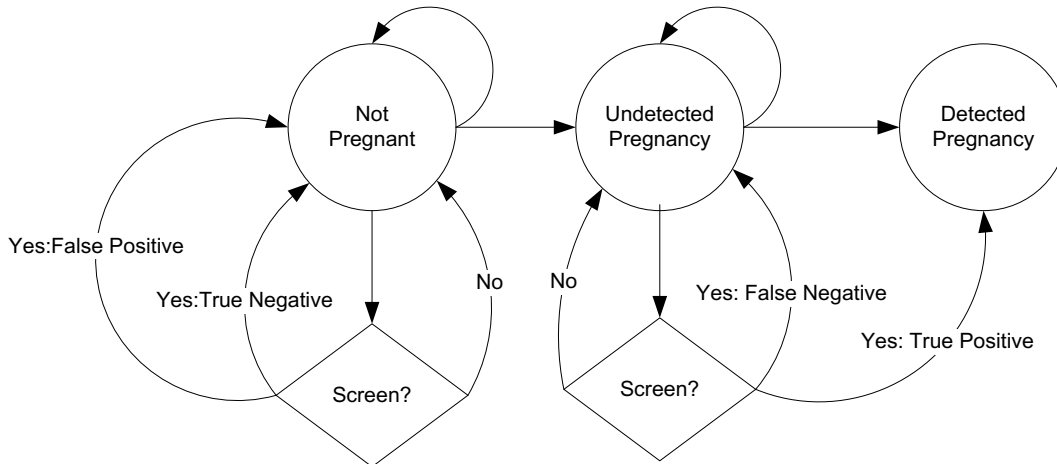 Not
Pregnant
Undetected
Pregnancy
Detected
Pregnancy
Yes:False Positive
Yes:True Negative
No
No
Yes: False Negative
Yes: True Positive
Screen?
Screen?